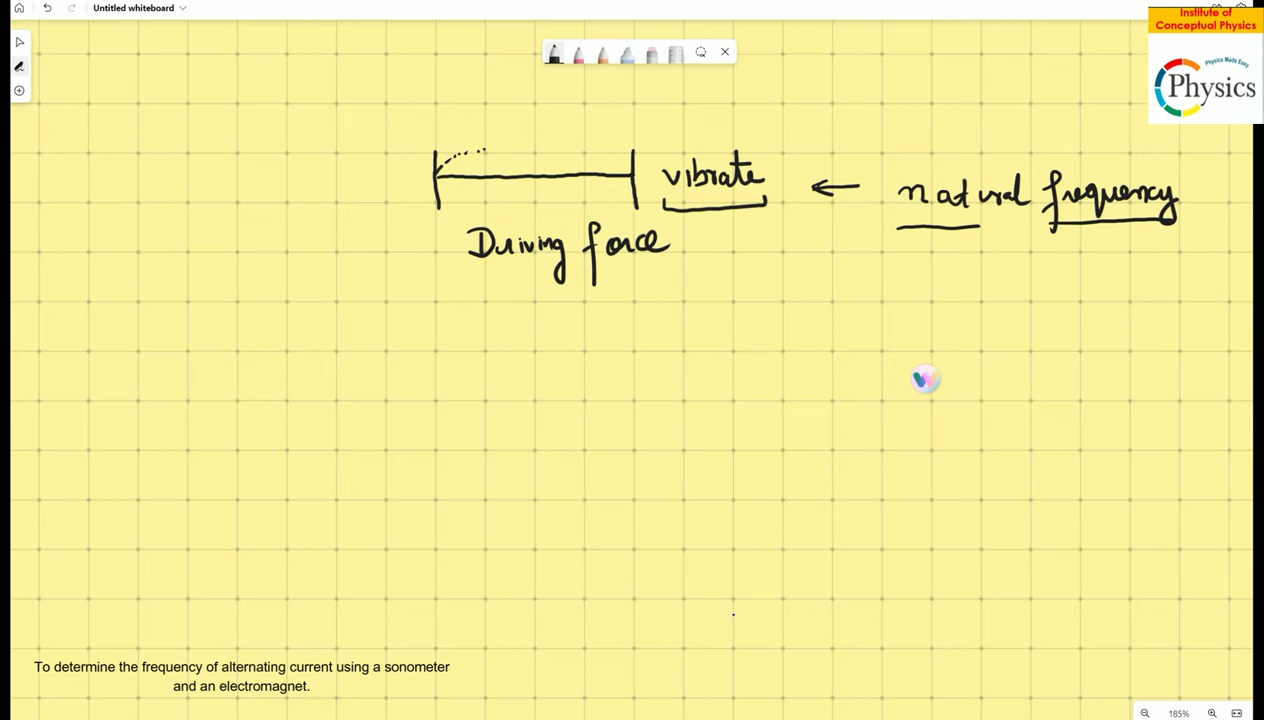 Untitled whiteboard
Institute of
Conceptual Physics
Physics Made Easy
Physics
vibrate ← natural frequency
Driving force
To determine the frequency of alternating current using a sonometer
and an electromagnet.
185%